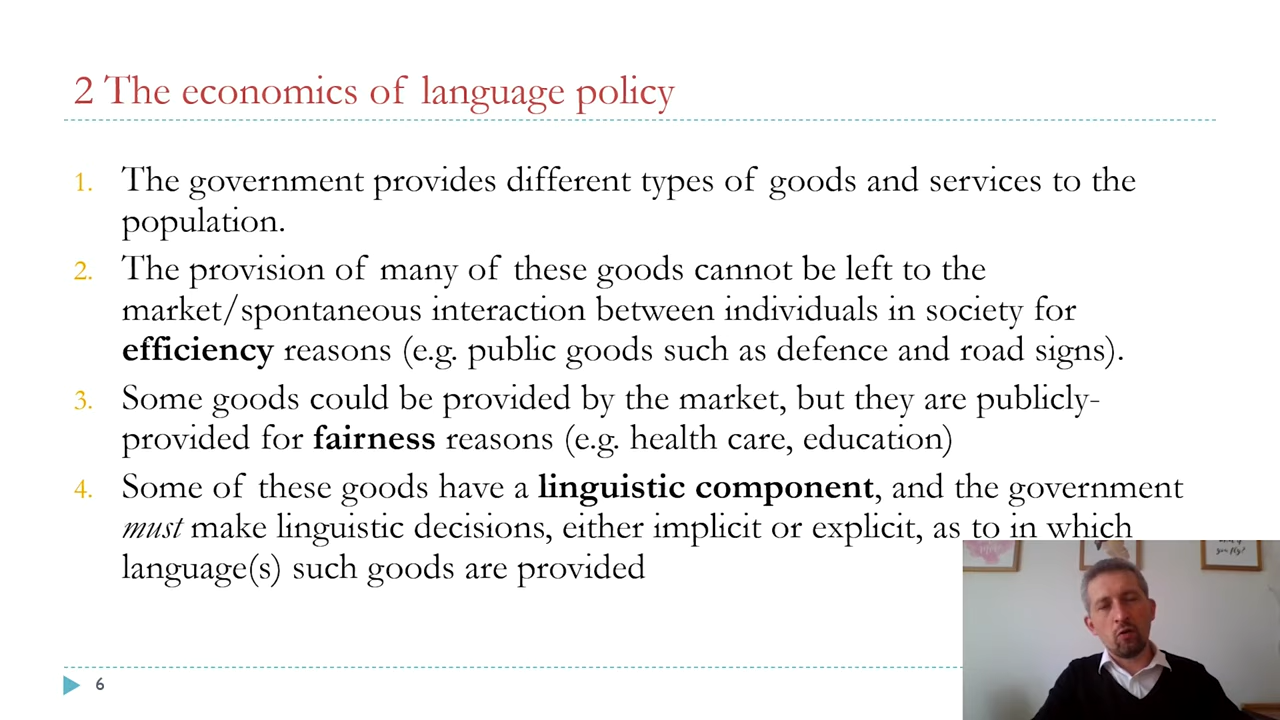 2 The economics of language policy
1. The government provides different types of goods and services to the
population.
2. The provision of many of these goods cannot be left to the
market/spontaneous interaction between individuals in society for
efficiency reasons (e.g. public goods such as defence and road signs).
3. Some goods could be provided by the market, but they are publicly-
provided for fairness reasons (e.g. health care, education)
4. Some of these goods have a linguistic component, and the government
must make linguistic decisions, either implicit or explicit, as to in which
language(s) such goods are provided
6